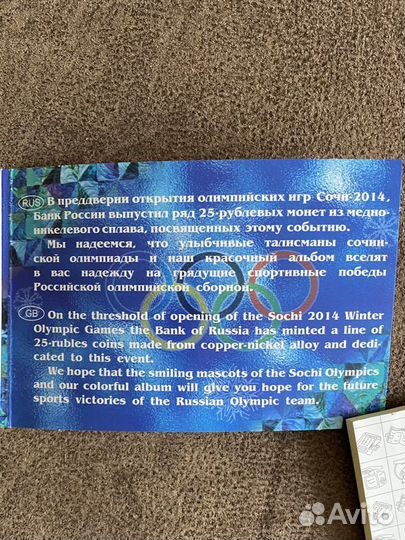 RUS В преддверии открытия олимпийских игр Сочи-2014,
Банк России выпустил ряд 25-рублевых монет из медно-
никелевого сплава, посвященных этому событию.
Мы надеемся, что улыбчивые талисманы сочин-
ской олимпиады и наш красочный альбом вселят
в вас надежду на грядущие спортивные победы
Российской олимпийской сборной.
GB On the threshold of opening of the Sochi 2014 Winter
Olympic Games the Bank of Russia has minted a line of
25-rubles coins made from copper-nickel alloy and dedi-
cated to this event.
We hope that the smiling mascots of the Sochi Olympics
and our colorful album will give you hope for the future
sports victories of the Russian Olympic team.
Avito